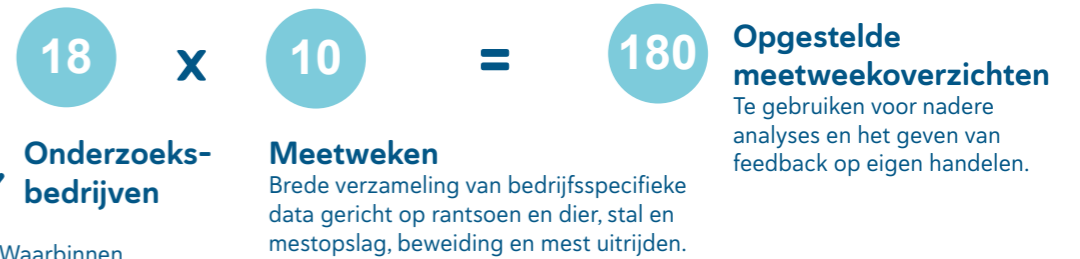 18 x 10 = 180
Opgestelde
meetweekoverzichten
Te gebruiken voor nadere
analyses en het geven van
feedback op eigen handelen.
Onderzoeks-
bedrijven
Waarbinnen
Meetweken
Brede verzameling van bedrijfsspecifieke
data gericht op rantsoen en dier, stal en
mestopslag, beweiding en mest uitrijden.